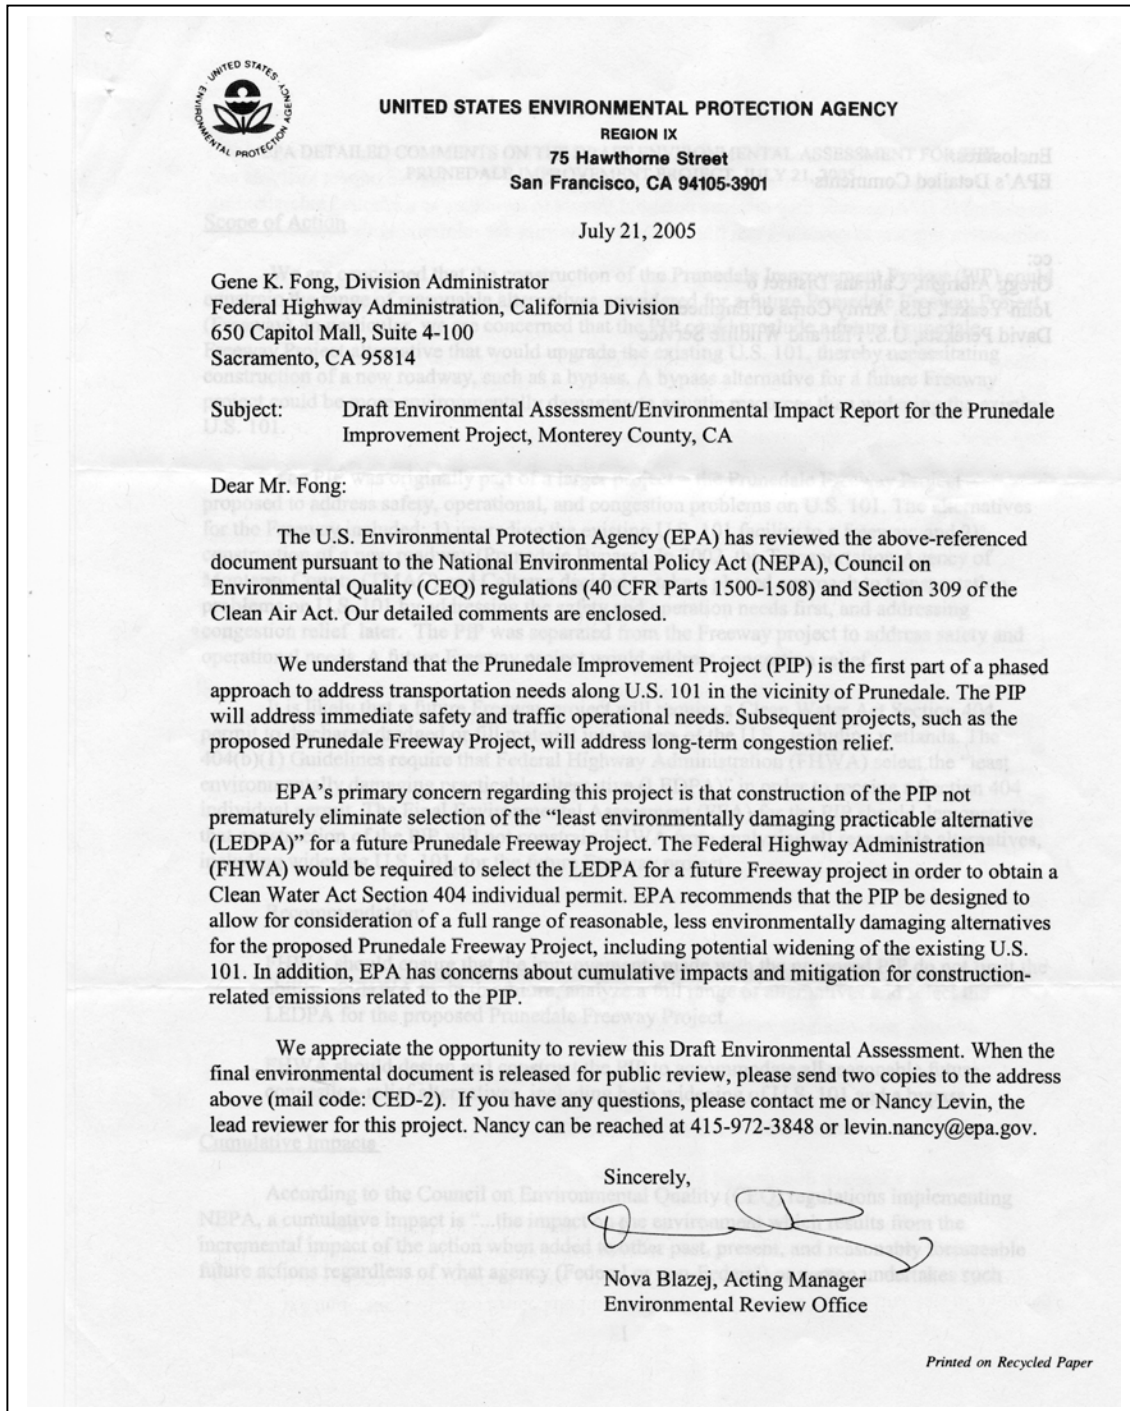 UNITED STATES ENVIRONMENTAL PROTECTION AGENCY
UNITED STATES ENVIRONMENTAL PROTECTION AGENCY
REGION IX
75 Hawthorne Street
San Francisco, CA 94105-3901
July 21, 2005
Gene K. Fong, Division Administrator
Federal Highway Administration, California Division
650 Capitol Mall, Suite 4-100
Sacramento, CA 95814
Subject: Draft Environmental Assessment/Environmental Impact Report for the Prunedale
Improvement Project, Monterey County, CA
Dear Mr. Fong:
The U.S. Environmental Protection Agency (EPA) has reviewed the above-referenced
document pursuant to the National Environmental Policy Act (NEPA), Council on
Environmental Quality (CEQ) regulations (40 CFR Parts 1500-1508) and Section 309 of the
Clean Air Act. Our detailed comments are enclosed.
We understand that the Prunedale Improvement Project (PIP) is the first part of a phased
approach to address transportation needs along U.S. 101 in the vicinity of Prunedale. The PIP
will address immediate safety and traffic operational needs. Subsequent projects, such as the
proposed Prunedale Freeway Project, will address long-term congestion relief.
EPA's primary concern regarding this project is that construction of the PIP not
prematurely eliminate selection of the "least environmentally damaging practicable alternative
(LEDPA)" for a future Prunedale Freeway Project. The Federal Highway Administration
(FHWA) would be required to select the LEDPA for a future Freeway project in order to obtain a
Clean Water Act Section 404 individual permit. EPA recommends that the PIP be designed to
allow for consideration of a full range of reasonable, less environmentally damaging alternatives
for the proposed Prunedale Freeway Project, including potential widening of the existing U.S.
101. In addition, EPA has concerns about cumulative impacts and mitigation for construction-
related emissions related to the PIP.
We appreciate the opportunity to review this Draft Environmental Assessment. When the
final environmental document is released for public review, please send two copies to the address
above (mail code: CED-2). If you have any questions, please contact me or Nancy Levin, the
lead reviewer for this project. Nancy can be reached at 415-972-3848 or levin.nancy@epa.gov.
Sincerely,
Nova Blazej, Acting Manager
Environmental Review Office
Printed on Recycled Paper